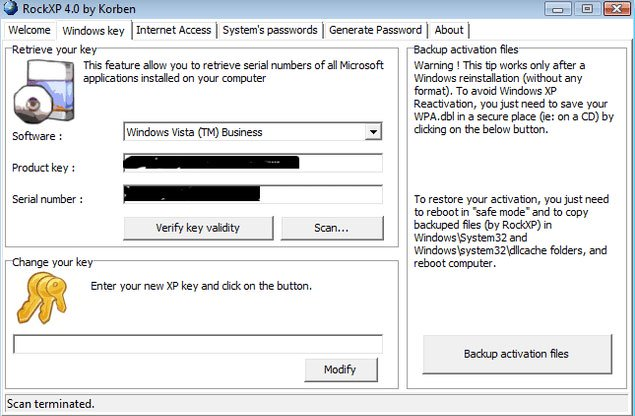 RockXP 4.0 by Korben
Welcome
Windows key
Internet Access
System's passwords
Generate Password
About
Retrieve your key
This feature allow you to retrieve serial numbers of all Microsoft
applications installed on your computer
Software :
Windows Vista (TM) Business
Product key :
Serial number :
Verify key validity
Scan...
Change your key
Enter your new XP key and click on the button.
Modify
Backup activation files
Warning ! This tip works only after a
Windows reinstallation (without any
format). To avoid Windows XP
Reactivation, you just need to save your
WPA.dbl in a secure place (ie: on a CD) by
clicking on the below button.
To restore your activation, you just need
to reboot in "safe mode" and to copy
backuped files (by RockXP) in
Windows\System32 and
Windows\system32\dllcache folders, and
reboot computer.
Backup activation files
Scan terminated.